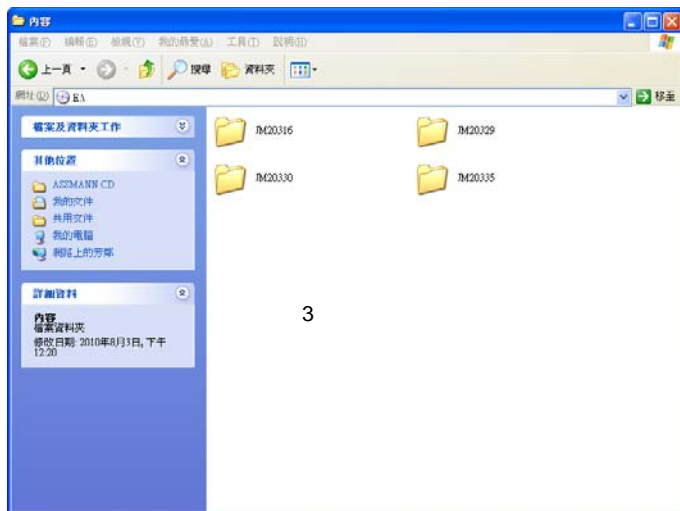 內容
檔案(F) 編輯(E) 檢視(V) 我的最愛(A) 工具(T) 說明(H)
上一頁 搜尋 資料夾
網址(D) E:\ 移至
檔案及資料夾工作
其他位置
ASSMANN CD
我的文件
共用文件
我的電腦
網路上的芳鄰
詳細資料
內容
檔案資料夾
修改日期: 2010年8月3日, 下午
12:20
JM20316 JM20329
JM20330 JM20335
3